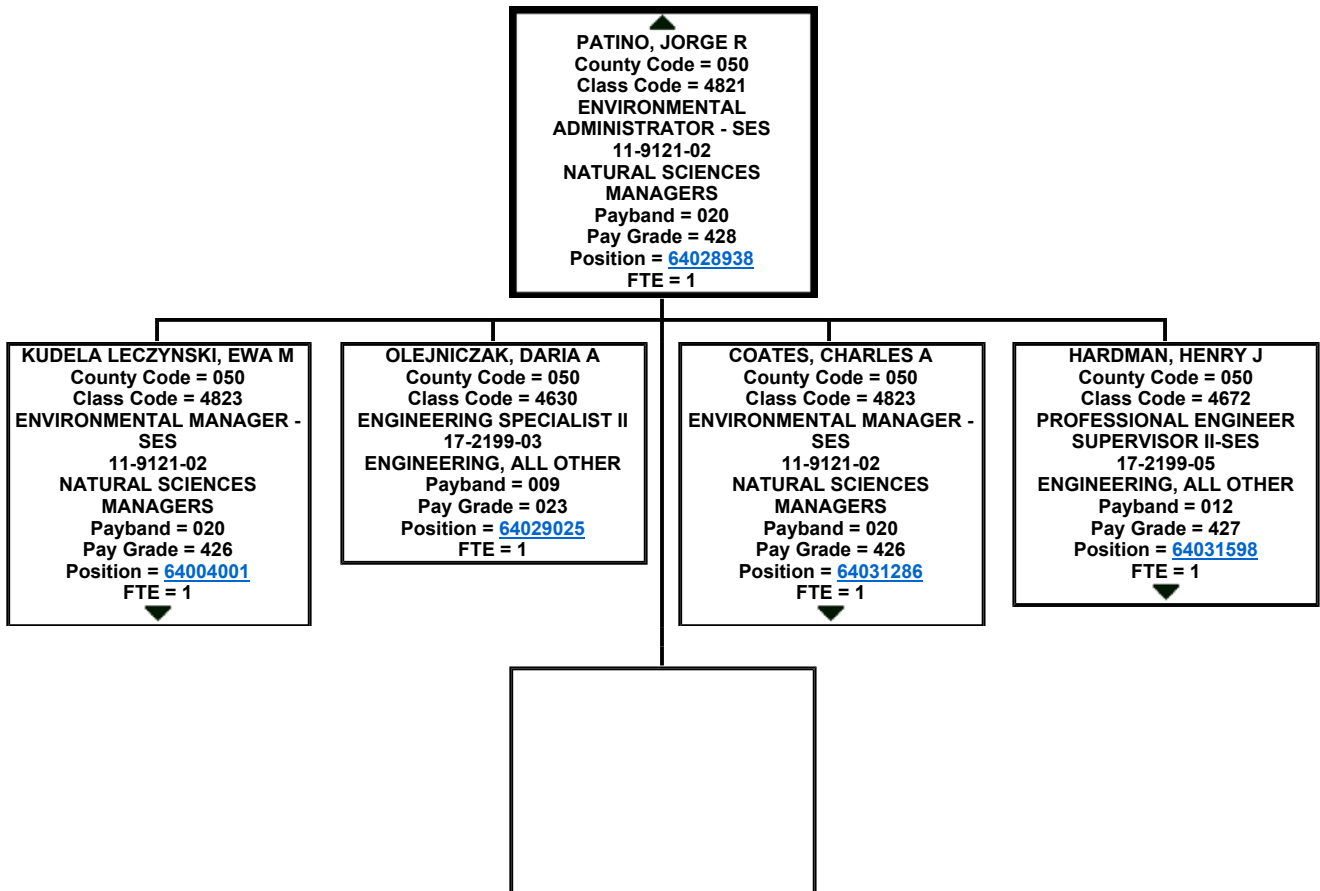 PATINO, JORGE R
County Code = 050
Class Code = 4821
ENVIRONMENTAL
ADMINISTRATOR - SES
11-9121-02
NATURAL SCIENCES
MANAGERS
Payband = 020
Pay Grade = 428
Position = 64028938
FTE = 1
KUDELA LECZYNSKI, EWA M
County Code = 050
Class Code = 4823
ENVIRONMENTAL MANAGER -
SES
11-9121-02
NATURAL SCIENCES
MANAGERS
Payband = 020
Pay Grade = 426
Position = 64004001
FTE = 1
OLEJNICZAK, DARIA A
County Code = 050
Class Code = 4630
ENGINEERING SPECIALIST II
17-2199-03
ENGINEERING, ALL OTHER
Payband = 009
Pay Grade = 023
Position = 64029025
FTE = 1
COATES, CHARLES A
County Code = 050
Class Code = 4823
ENVIRONMENTAL MANAGER -
SES
11-9121-02
NATURAL SCIENCES
MANAGERS
Payband = 020
Pay Grade = 426
Position = 64031286
FTE = 1
HARDMAN, HENRY J
County Code = 050
Class Code = 4672
PROFESSIONAL ENGINEER
SUPERVISOR II-SES
17-2199-05
ENGINEERING, ALL OTHER
Payband = 012
Pay Grade = 427
Position = 64031598
FTE = 1